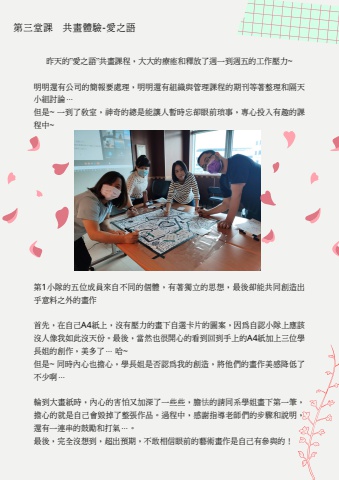 第三堂課　共畫體驗-愛之語
昨天的"愛之語"共畫課程，大大的療癒和釋放了週一到週五的工作壓力~
明明還有公司的簡報要處理，明明還有組織與管理課程的期刊等著整理和隔天
小組討論⋯
但是~ 一到了教室，神奇的總是能讓人暫時忘卻眼前瑣事，專心投入有趣的課
程中~
第1小隊的五位成員來自不同的個體，有著獨立的思想，最後卻能共同創造出
乎意料之外的畫作
首先，在自己A4紙上，沒有壓力的畫下自選卡片的圖案，因為自認小隊上應該
沒人像我如此沒天份。最後，當然也很開心的看到回到手上的A4紙加上三位學
長姐的創作，美多了⋯ 哈~
但是~ 同時內心也擔心，學長姐是否認為我的創造，將他們的畫作美感降低了
不少啊⋯
輪到大畫紙時，內心的害怕又加深了一些些，膽怯的請同系學姐畫下第一筆，
擔心的就是自己會毀掉了整張作品。過程中，感謝指導老師們的步驟和說明，
還有一連串的鼓勵和打氣⋯。
最後，完全沒想到，超出預期，不敢相信眼前的藝術畫作是自己有參與的！